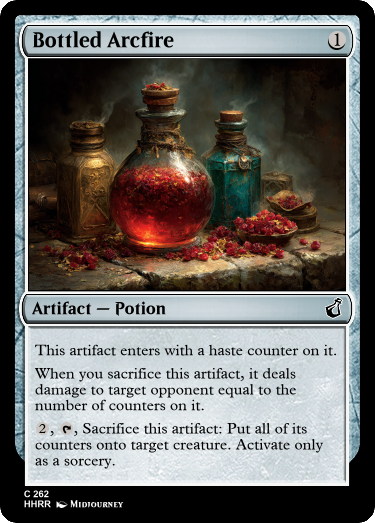 Bottled Arcfire 1
Artifact — Potion
This artifact enters with a haste counter on it.
When you sacrifice this artifact, it deals
damage to target opponent equal to the
number of counters on it.
2, , Sacrifice this artifact: Put all of its
counters onto target creature. Activate only
as a sorcery.
C 262
HHRR Midjourney